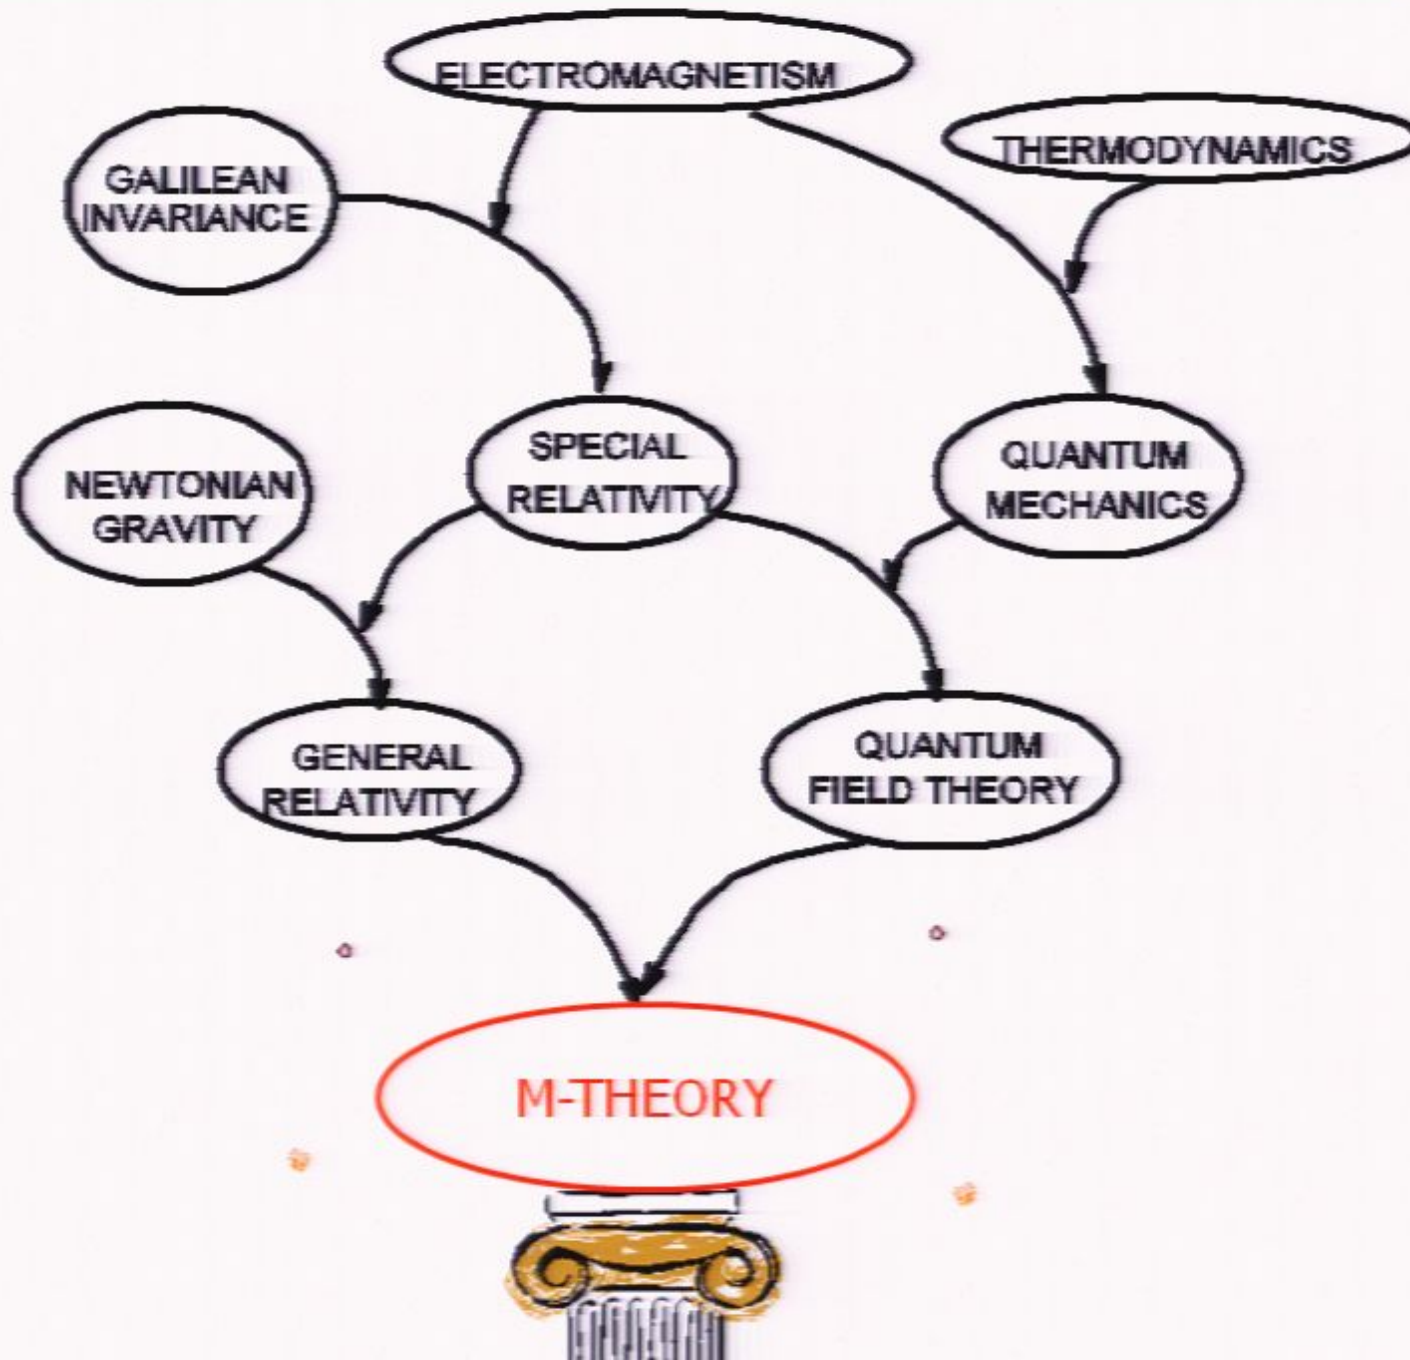 ELECTROMAGNETISM
THERMODYNAMICS
GALILEAN
INVARIANCE
NEWTONIAN
GRAVITY
SPECIAL
RELATIVITY
QUANTUM
MECHANICS
GENERAL
RELATIVITY
QUANTUM
FIELD THEORY
M-THEORY